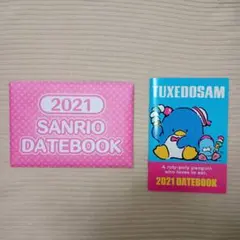 2021
SANRIO
DATEBOOK
TUXEDOSAM
A roly-poly penguin
who loves to eat.
2021 DATEBOOK